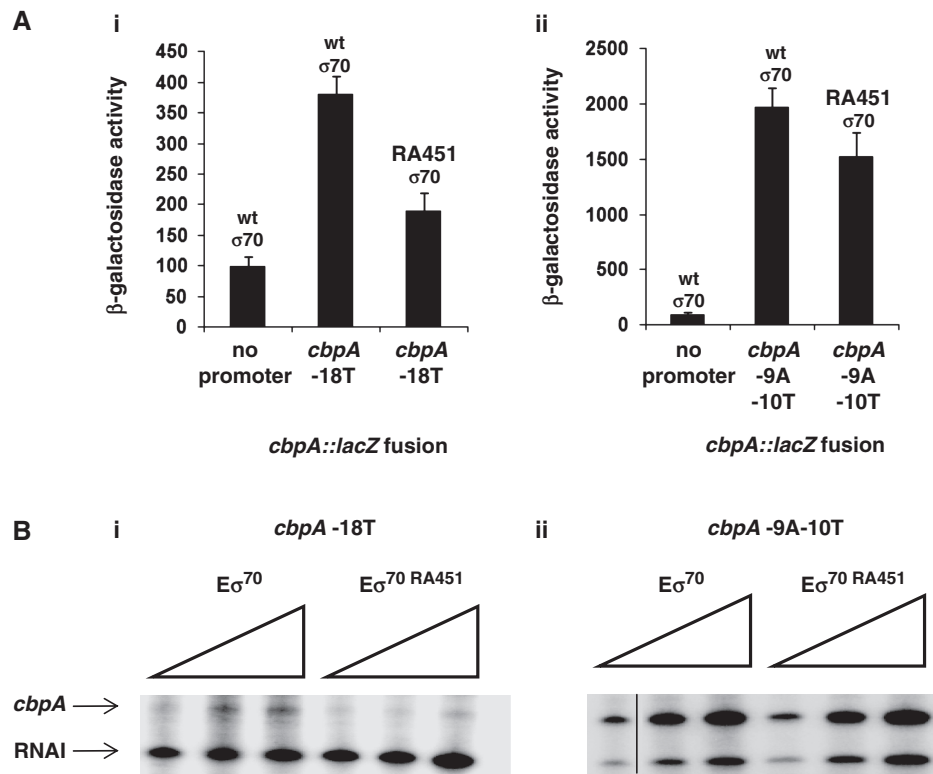 A
i
β-galactosidase activity
450
400
350
300
250
200
150
100
50
0
wt
σ70
wt
σ70
RA451
σ70
no
promoter
cbpA
-18T
cbpA
-18T
cbpA::lacZ fusion
ii
β-galactosidase activity
2500
2000
1500
1000
500
0
wt
σ70
wt
σ70
RA451
σ70
no
promoter
cbpA
-9A
-10T
cbpA
-9A
-10T
cbpA::lacZ fusion
B
i
cbpA -18T
Eσ70
Eσ70 RA451
cbpA
RNAI
ii
cbpA -9A-10T
Eσ70
Eσ70 RA451